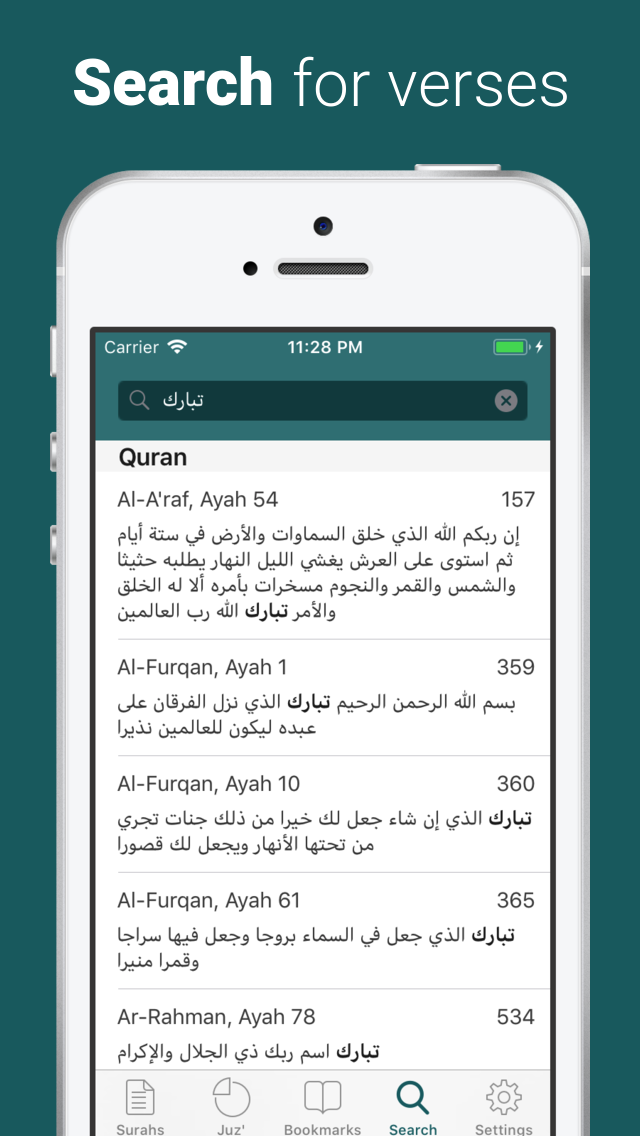 Search for verses
Carrier 11:28 PM
تبارك
Quran
Al-A'raf, Ayah 54 157
إن ربكم الله الذي خلق السماوات والأرض في ستة أيام
ثم استوى على العرش يغشي الليل النهار يطلبه حثيثا
والشمس والقمر والنجوم مسخرات بأمره ألا له الخلق
والأمر تبارك الله رب العالمين
Al-Furqan, Ayah 1 359
بسم الله الرحمن الرحيم تبارك الذي نزل الفرقان على
عبده ليكون للعالمين نذيرا
Al-Furqan, Ayah 10 360
تبارك الذي إن شاء جعل لك خيرا من ذلك جنات تجري
من تحتها الأنهار ويجعل لك قصورا
Al-Furqan, Ayah 61 365
تبارك الذي جعل في السماء بروجا وجعل فيها سراجا
وقمرا منيرا
Ar-Rahman, Ayah 78 534
تبارك اسم ربك ذي الجلال والإكرام
Surahs Juz' Bookmarks Search Settings